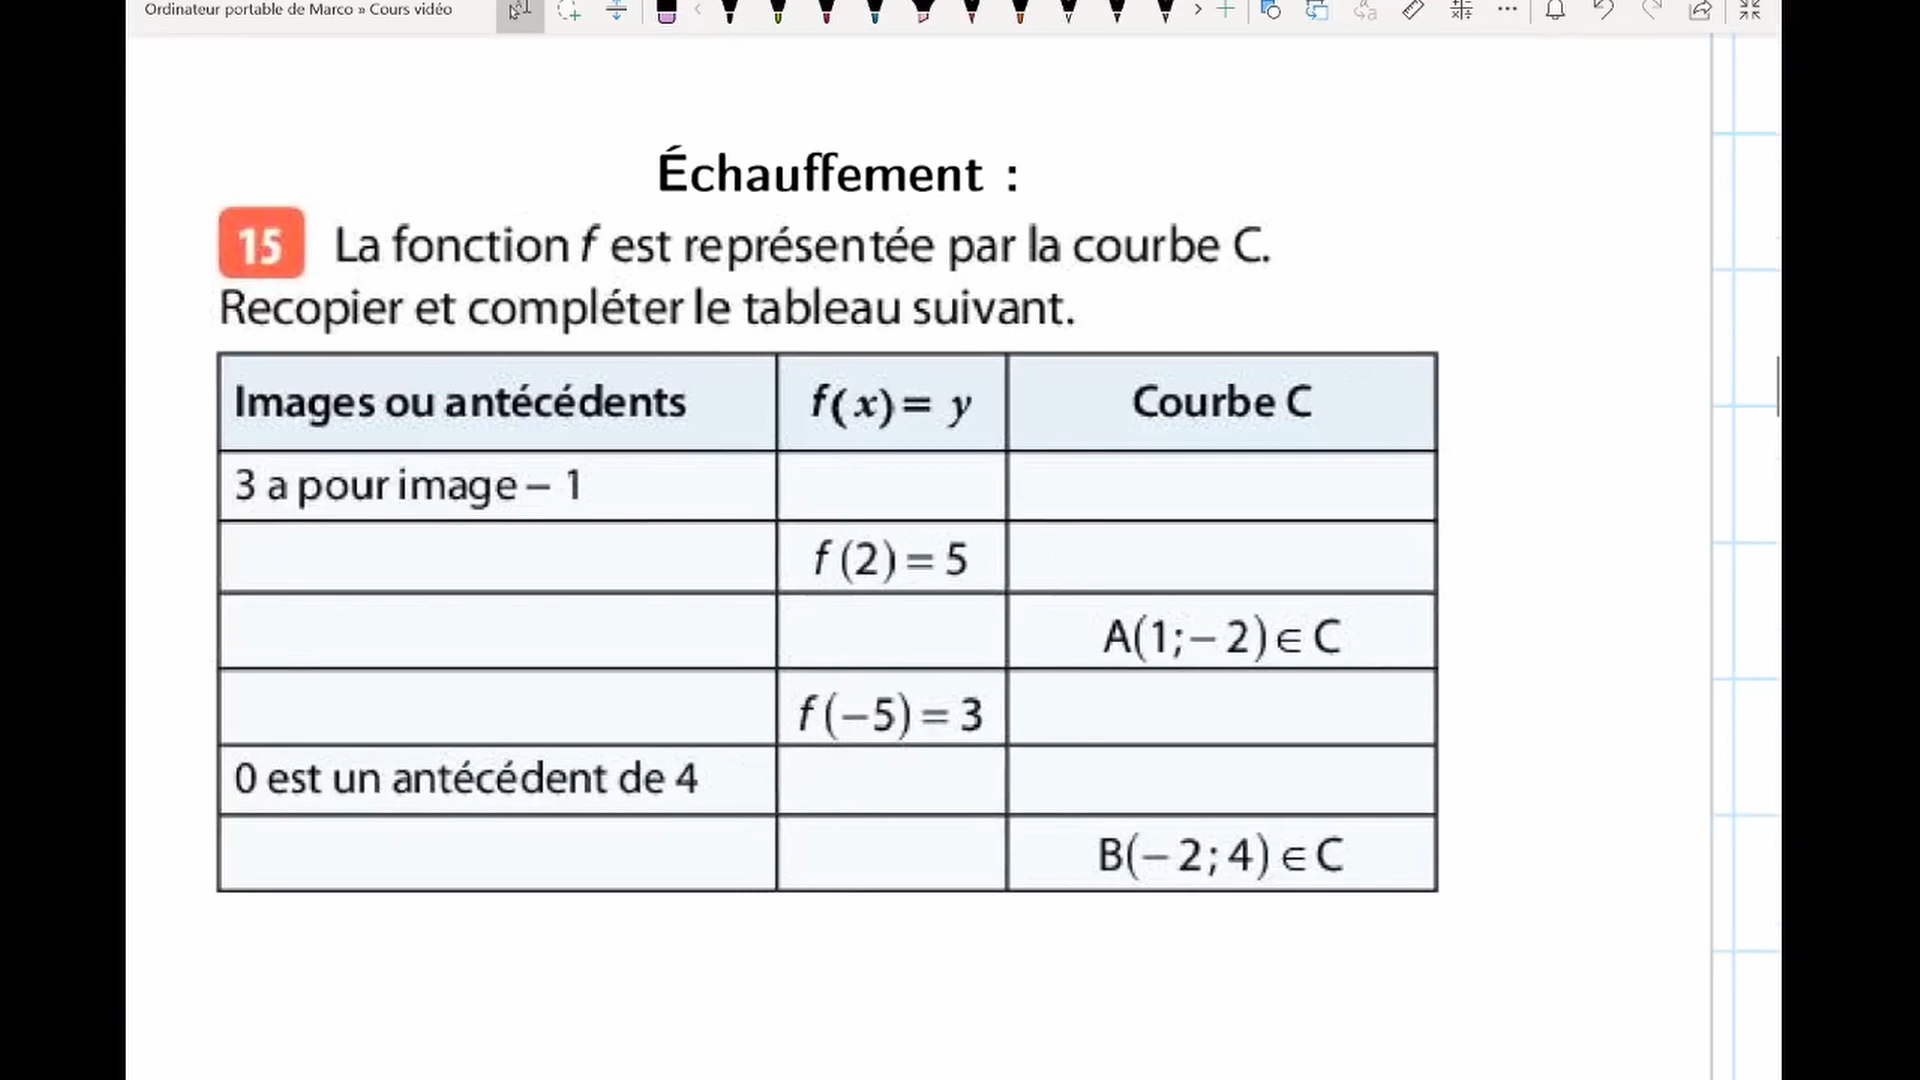 Ordinateur portable de Marco » Cours vidéo
Échauffement :
15 La fonction f est représentée par la courbe C.
Recopier et compléter le tableau suivant.
Images ou antécédents f(x) = y Courbe C
3 a pour image – 1
f(2) = 5
A(1; – 2) ∈ C
f(–5) = 3
0 est un antécédent de 4
B(– 2 ; 4) ∈ C